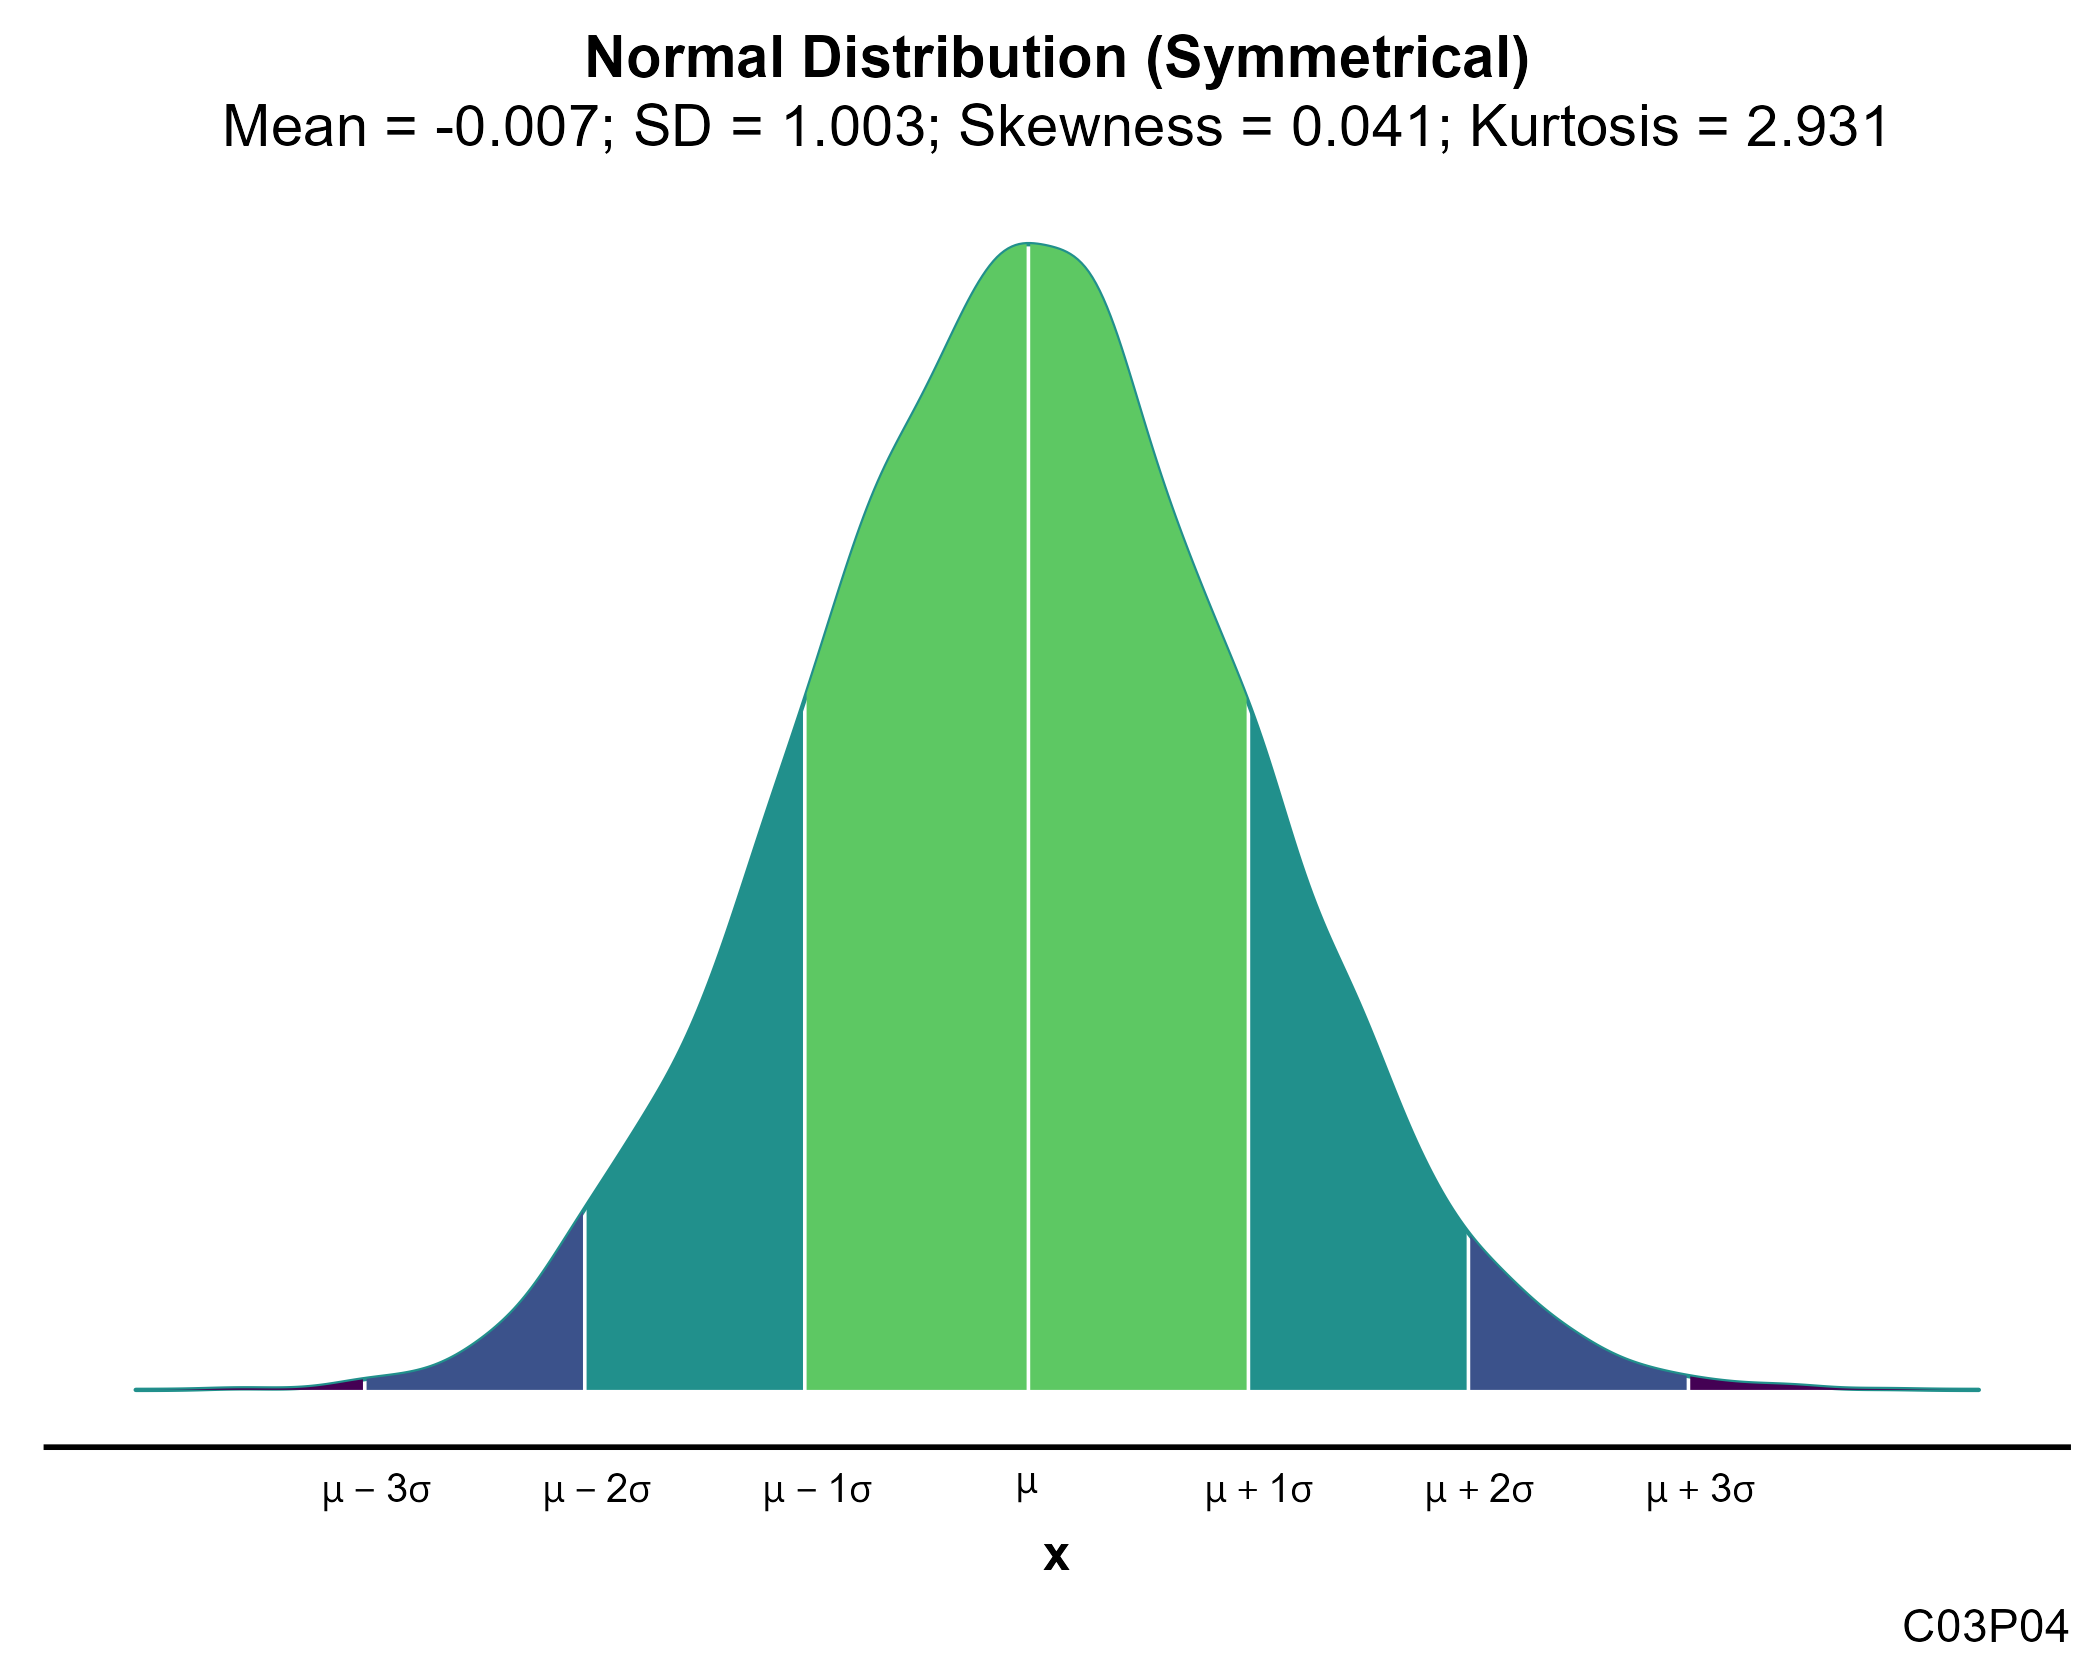 Normal Distribution (Symmetrical)
Mean = -0.007; SD = 1.003; Skewness = 0.041; Kurtosis = 2.931
μ − 3σ μ − 2σ μ − 1σ μ μ + 1σ μ + 2σ μ + 3σ
x
C03P04